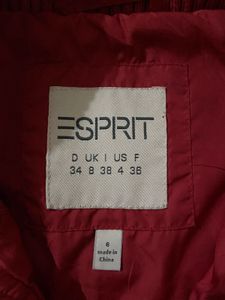 ESPRIT
D UK I US F
34 8 38 4 36
6
made in
China